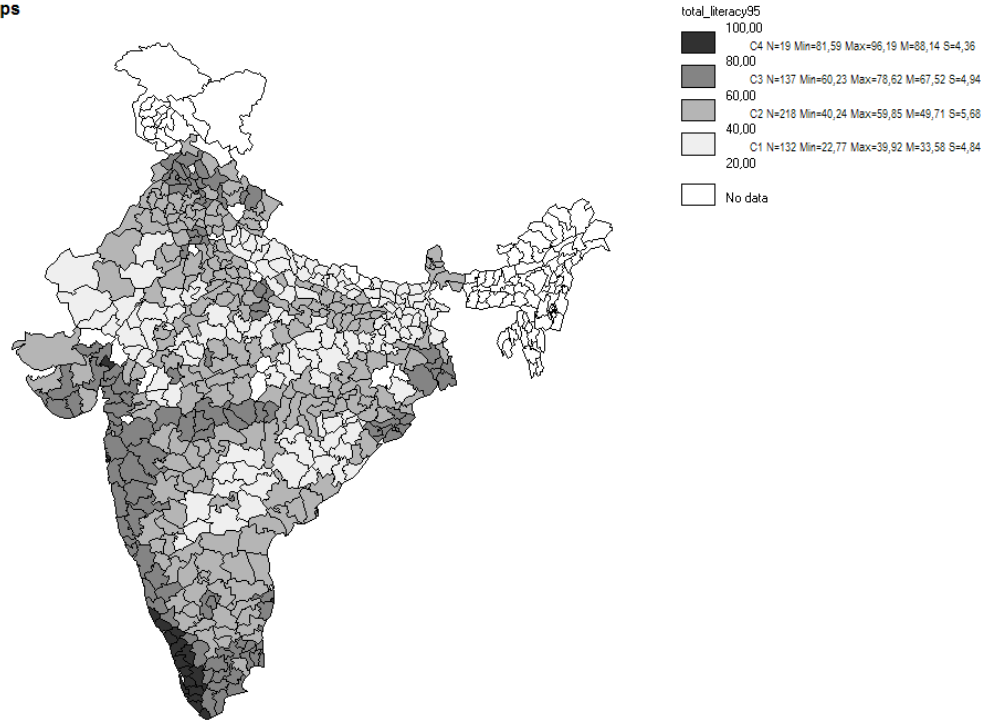 ps
total_literacy95
100,00
C4 N=19 Min=81,59 Max=96,19 M=88,14 S=4,36
80,00
C3 N=137 Min=60,23 Max=78,62 M=67,52 S=4,94
60,00
C2 N=218 Min=40,24 Max=59,85 M=49,71 S=5,68
40,00
C1 N=132 Min=22,77 Max=39,92 M=33,58 S=4,84
20,00
No data